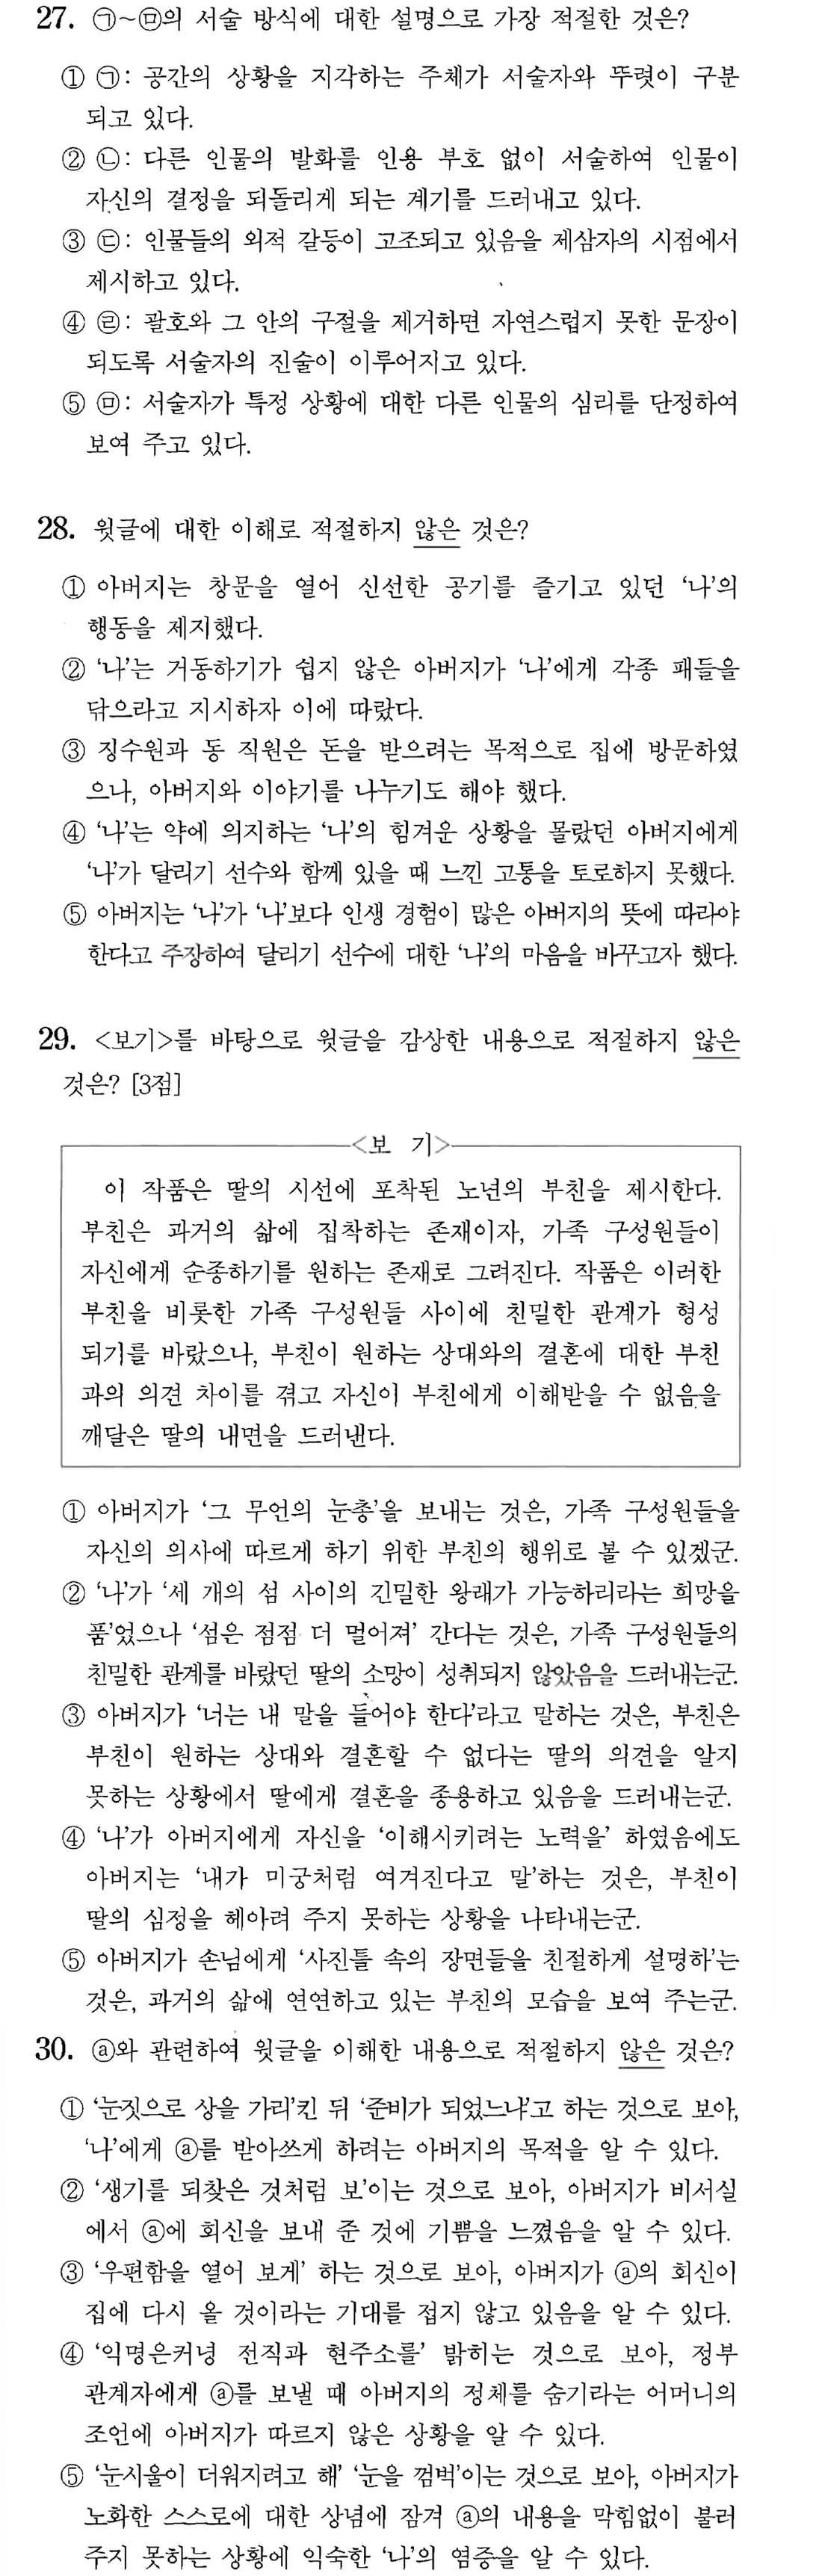 27. ㉠~㉤의 서술 방식에 대한 설명으로 가장 적절한 것은?
① ㉠: 공간의 상황을 지각하는 주체가 서술자와 뚜렷이 구분
되고 있다.
② ㉡: 다른 인물의 발화를 인용 부호 없이 서술하여 인물이
자신의 결정을 되돌리게 되는 계기를 드러내고 있다.
③ ㉢: 인물들의 외적 갈등이 고조되고 있음을 제삼자의 시점에서
제시하고 있다.
④ ㉣: 괄호와 그 안의 구절을 제거하면 자연스럽지 못한 문장이
되도록 서술자의 진술이 이루어지고 있다.
⑤ ㉤: 서술자가 특정 상황에 대한 다른 인물의 심리를 단정하여
보여 주고 있다.
28. 윗글에 대한 이해로 적절하지 않은 것은?
① 아버지는 창문을 열어 신선한 공기를 즐기고 있던 ‘나’의
행동을 제지했다.
② ‘나’는 거동하기가 쉽지 않은 아버지가 ‘나’에게 각종 패들을
닦으라고 지시하자 이에 따랐다.
③ 징수원과 동 직원은 돈을 받으려는 목적으로 집에 방문하였
으나, 아버지와 이야기를 나누기도 해야 했다.
④ ‘나’는 약에 의지하는 ‘나’의 힘겨운 상황을 몰랐던 아버지에게
‘나’가 달리기 선수와 함께 있을 때 느낀 고통을 토로하지 못했다.
⑤ 아버지는 ‘나’가 ‘나’보다 인생 경험이 많은 아버지의 뜻에 따라야
한다고 주장하여 달리기 선수에 대한 ‘나’의 마음을 바꾸고자 했다.
29. <보기>를 바탕으로 윗글을 감상한 내용으로 적절하지 않은
것은? [3점]
<보 기>
이 작품은 딸의 시선에 포착된 노년의 부친을 제시한다.
부친은 과거의 삶에 집착하는 존재이자, 가족 구성원들이
자신에게 순종하기를 원하는 존재로 그려진다. 작품은 이러한
부친을 비롯한 가족 구성원들 사이에 친밀한 관계가 형성
되기를 바랐으나, 부친이 원하는 상대와의 결혼에 대한 부친
과의 의견 차이를 겪고 자신이 부친에게 이해받을 수 없음을
깨달은 딸의 내면을 드러낸다.
① 아버지가 ‘그 무언의 눈총’을 보내는 것은, 가족 구성원들을
자신의 의사에 따르게 하기 위한 부친의 행위로 볼 수 있겠군.
② ‘나’가 ‘세 개의 섬 사이의 긴밀한 왕래가 가능하리라는 희망을
품’었으나 ‘섬은 점점 더 멀어져’ 간다는 것은, 가족 구성원들의
친밀한 관계를 바랐던 딸의 소망이 성취되지 않았음을 드러내는군.
③ 아버지가 ‘너는 내 말을 들어야 한다’라고 말하는 것은, 부친은
부친이 원하는 상대와 결혼할 수 없다는 딸의 의견을 알지
못하는 상황에서 딸에게 결혼을 종용하고 있음을 드러내는군.
④ ‘나’가 아버지에게 자신을 ‘이해시키려는 노력을’ 하였음에도
아버지는 ‘내가 미궁처럼 여겨진다고 말’하는 것은, 부친이
딸의 심정을 헤아려 주지 못하는 상황을 나타내는군.
⑤ 아버지가 손님에게 ‘사진틀 속의 장면들을 친절하게 설명하’는
것은, 과거의 삶에 연연하고 있는 부친의 모습을 보여 주는군.
30. ⓐ와 관련하여 윗글을 이해한 내용으로 적절하지 않은 것은?
① ‘눈짓으로 상을 가리’킨 뒤 ‘준비가 되었느냐’고 하는 것으로 보아,
‘나’에게 ⓐ를 받아쓰게 하려는 아버지의 목적을 알 수 있다.
② ‘생기를 되찾은 것처럼 보’이는 것으로 보아, 아버지가 비서실
에서 ⓐ에 회신을 보내 준 것에 기쁨을 느꼈음을 알 수 있다.
③ ‘우편함을 열어 보게’ 하는 것으로 보아, 아버지가 ⓐ의 회신이
집에 다시 올 것이라는 기대를 접지 않고 있음을 알 수 있다.
④ ‘익명은커녕 전직과 현주소를’ 밝히는 것으로 보아, 정부
관계자에게 ⓐ를 보낼 때 아버지의 정체를 숨기라는 어머니의
조언에 아버지가 따르지 않은 상황을 알 수 있다.
⑤ ‘눈시울이 더워지려고 해’ ‘눈을 껌벅’이는 것으로 보아, 아버지가
노화한 스스로에 대한 상념에 잠겨 ⓐ의 내용을 막힘없이 불러
주지 못하는 상황에 익숙한 ‘나’의 염증을 알 수 있다.